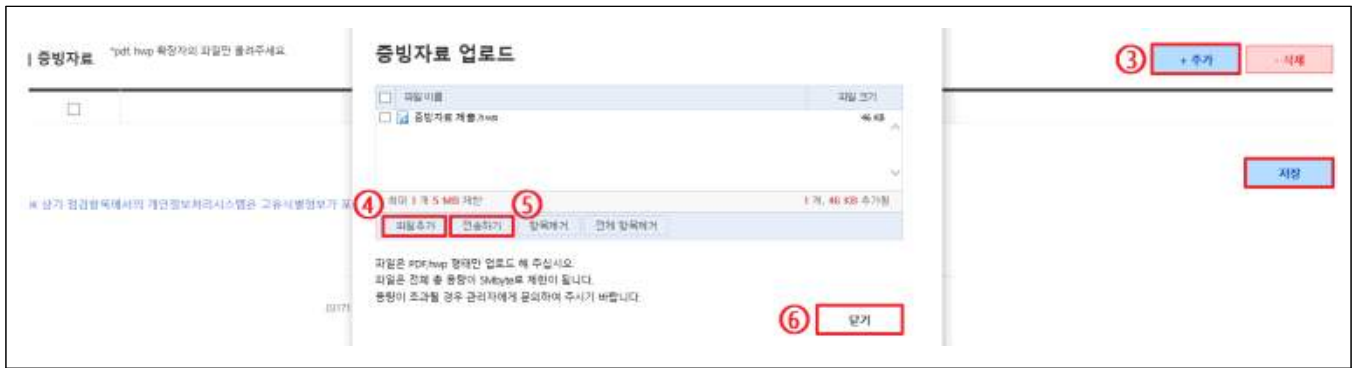 증빙자료 *pdf, hwp 확장자의 파일만 올려주세요
③ + 추가 - 삭제
증빙자료 업로드
파일 이름 파일 크기
증빙자료 제출.hwp 46 KB
저장
※ 상기 점검항목에서의 개인정보처리시스템은 고유식별정보가
④ 최대 1 개 5 MB 제한 ⑤ 1 개, 46 KB 추가됨
파일추가 전송하기 항목제거 전체 항목제거
파일은 PDF,hwp 형태만 업로드 해 주십시오.
파일은 전체 총 용량이 5Mbyte로 제한이 됩니다.
용량이 초과될 경우 관리자에게 문의하여 주시기 바랍니다.
⑥ 닫기